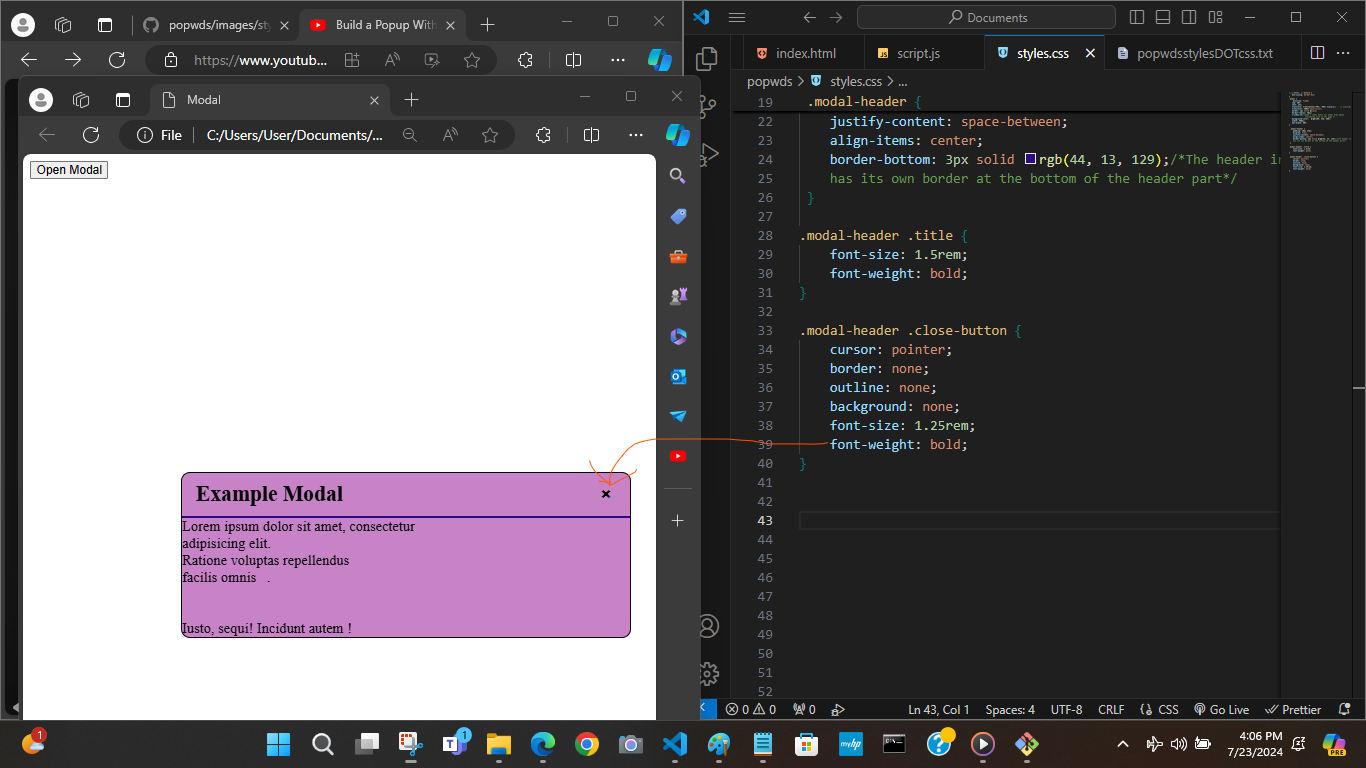 popwds/images/sty
Build a Popup With
https://www.youtub...
Modal
File
C:/Users/User/Documents/...
Open Modal
Example Modal
×
Lorem ipsum dolor sit amet, consectetur
adipisicing elit.
Ratione voluptas repellendus
facilis omnis .
Iusto, sequi! Incidunt autem !
Documents
index.html
script.js
styles.css
popwdsstylesDOTcss.txt
popwds > styles.css > ...
19 .modal-header {
22 justify-content: space-between;
23 align-items: center;
24 border-bottom: 3px solid rgb(44, 13, 129);/*The header in
25 has its own border at the bottom of the header part*/
26 }
27
28 .modal-header .title {
29 font-size: 1.5rem;
30 font-weight: bold;
31 }
32
33 .modal-header .close-button {
34 cursor: pointer;
35 border: none;
36 outline: none;
37 background: none;
38 font-size: 1.25rem;
39 font-weight: bold;
40 }
41
42
43
44
45
46
47
48
49
50
51
52
0 0 0
Ln 43, Col 1
Spaces: 4
UTF-8
CRLF
CSS
Go Live
Prettier
1
1
myhp
PRE
4:06 PM
7/23/2024